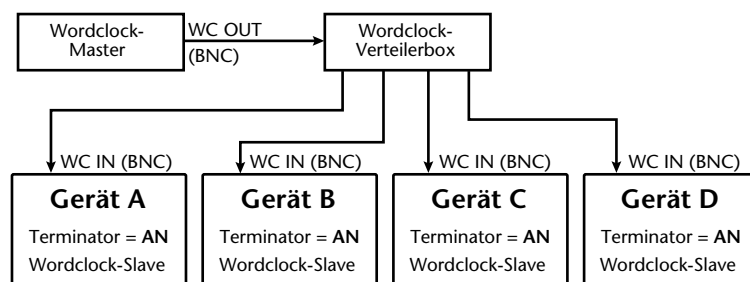 Wordclock-
Master
WC OUT
(BNC)
Wordclock-
Verteilerbox
WC IN (BNC)
WC IN (BNC)
WC IN (BNC)
WC IN (BNC)
Gerät A
Terminator = AN
Wordclock-Slave
Gerät B
Terminator = AN
Wordclock-Slave
Gerät C
Terminator = AN
Wordclock-Slave
Gerät D
Terminator = AN
Wordclock-Slave